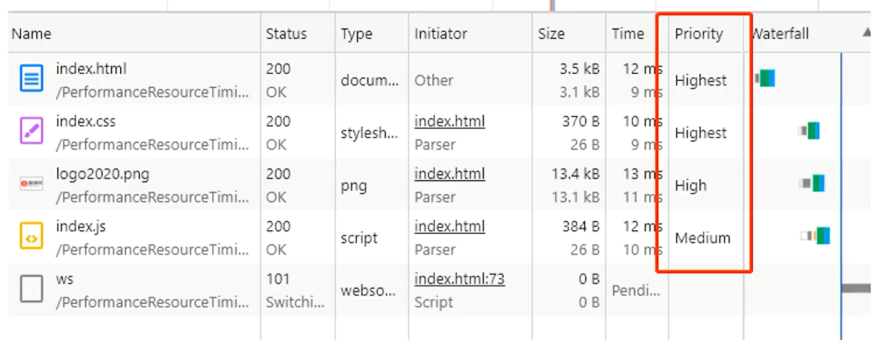 Name Status Type Initiator Size Time Priority Waterfall
index.html 200 docum... Other 3.5 kB 12 ms Highest
/PerformanceResourceTimi... OK 3.1 kB 9 ms
index.css 200 stylesh... index.html 370 B 10 ms Highest
/PerformanceResourceTimi... OK Parser 26 B 9 ms
logo2020.png 200 png index.html 13.4 kB 13 ms High
/PerformanceResourceTimi... OK Parser 13.1 kB 11 ms
index.js 200 script index.html 384 B 12 ms Medium
/PerformanceResourceTimi... OK Parser 26 B 10 ms
ws 101 webso... index.html:73 0 B Pendi...
/PerformanceResourceTimi... Switchi... Script 0 B